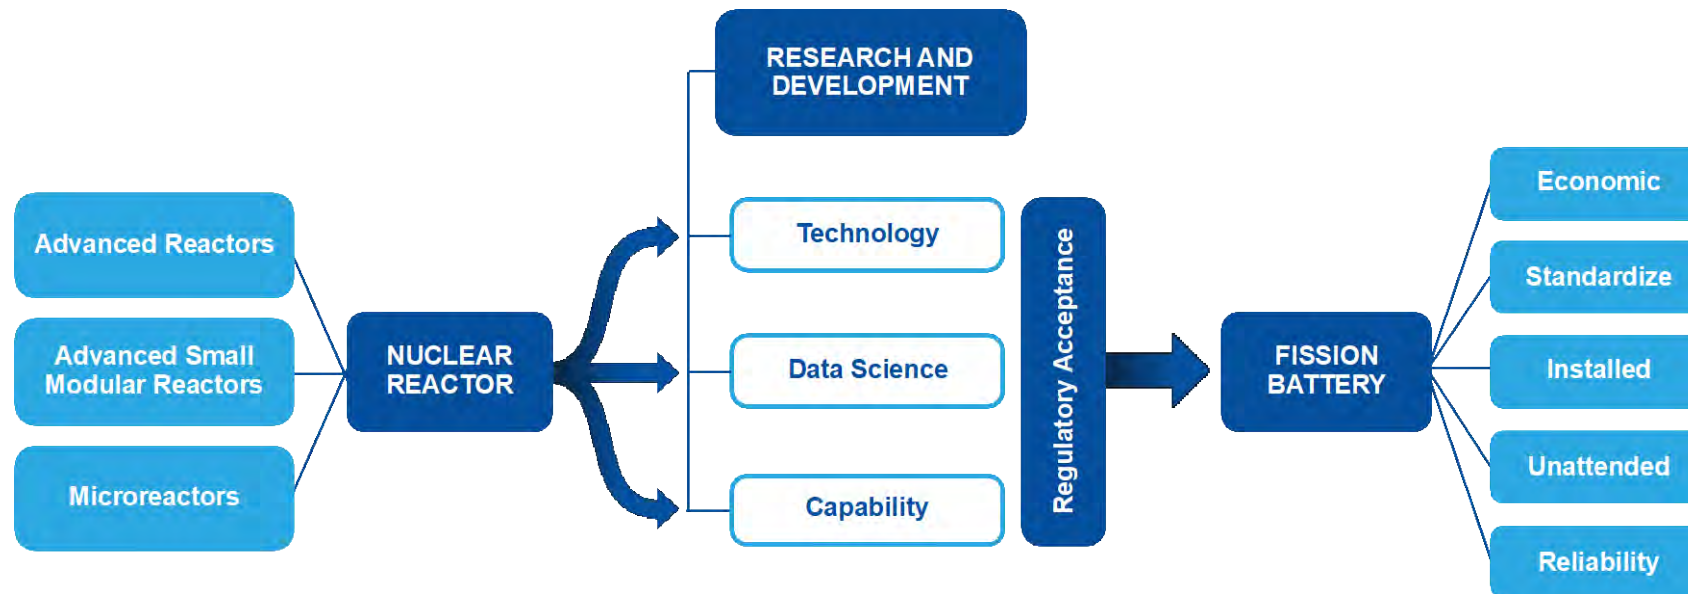 Advanced Reactors
Advanced Small
Modular Reactors
Microreactors
NUCLEAR
REACTOR
RESEARCH AND
DEVELOPMENT
Technology
Data Science
Capability
Regulatory Acceptance
FISSION
BATTERY
Economic
Standardize
Installed
Unattended
Reliability